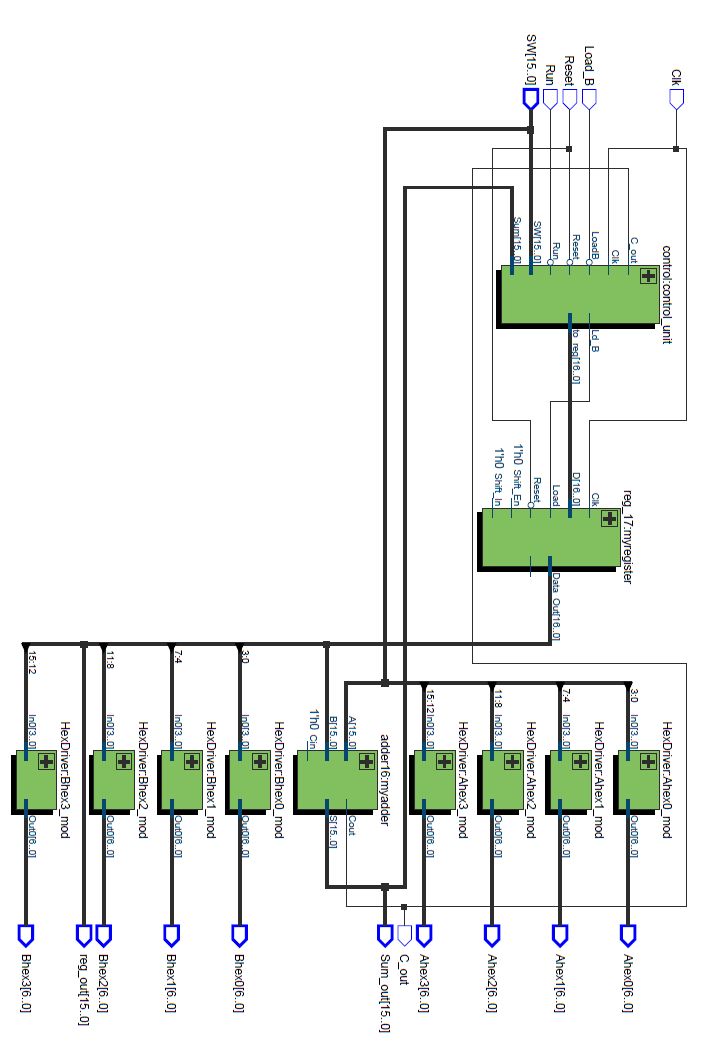 Clk
Load_B
Reset
Run
SW[15..0]
control:control_unit
C_out
Clk
LoadB
Reset
Run
SW[15..0]
Sum[15..0]
Ld_B
to_reg[16..0]
reg_17:myregister
Clk
D[16..0]
Load
Reset
1'h0 Shift_En
1'h0 Shift_In
Data_Out[16..0]
HexDriver:Ahex0_mod
3:0 In0[3..0]
Out0[6..0]
HexDriver:Ahex1_mod
7:4 In0[3..0]
Out0[6..0]
HexDriver:Ahex2_mod
11:8 In0[3..0]
Out0[6..0]
HexDriver:Ahex3_mod
15:12 In0[3..0]
Out0[6..0]
adder16:myadder
A[15..0]
B[15..0]
1'h0 Cin
Cout
S[15..0]
HexDriver:Bhex0_mod
3:0 In0[3..0]
Out0[6..0]
HexDriver:Bhex1_mod
7:4 In0[3..0]
Out0[6..0]
HexDriver:Bhex2_mod
11:8 In0[3..0]
Out0[6..0]
HexDriver:Bhex3_mod
15:12 In0[3..0]
Out0[6..0]
Ahex0[6..0]
Ahex1[6..0]
Ahex2[6..0]
Ahex3[6..0]
C_out
Sum_out[15..0]
Bhex0[6..0]
Bhex1[6..0]
Bhex2[6..0]
reg_out[15..0]
Bhex3[6..0]